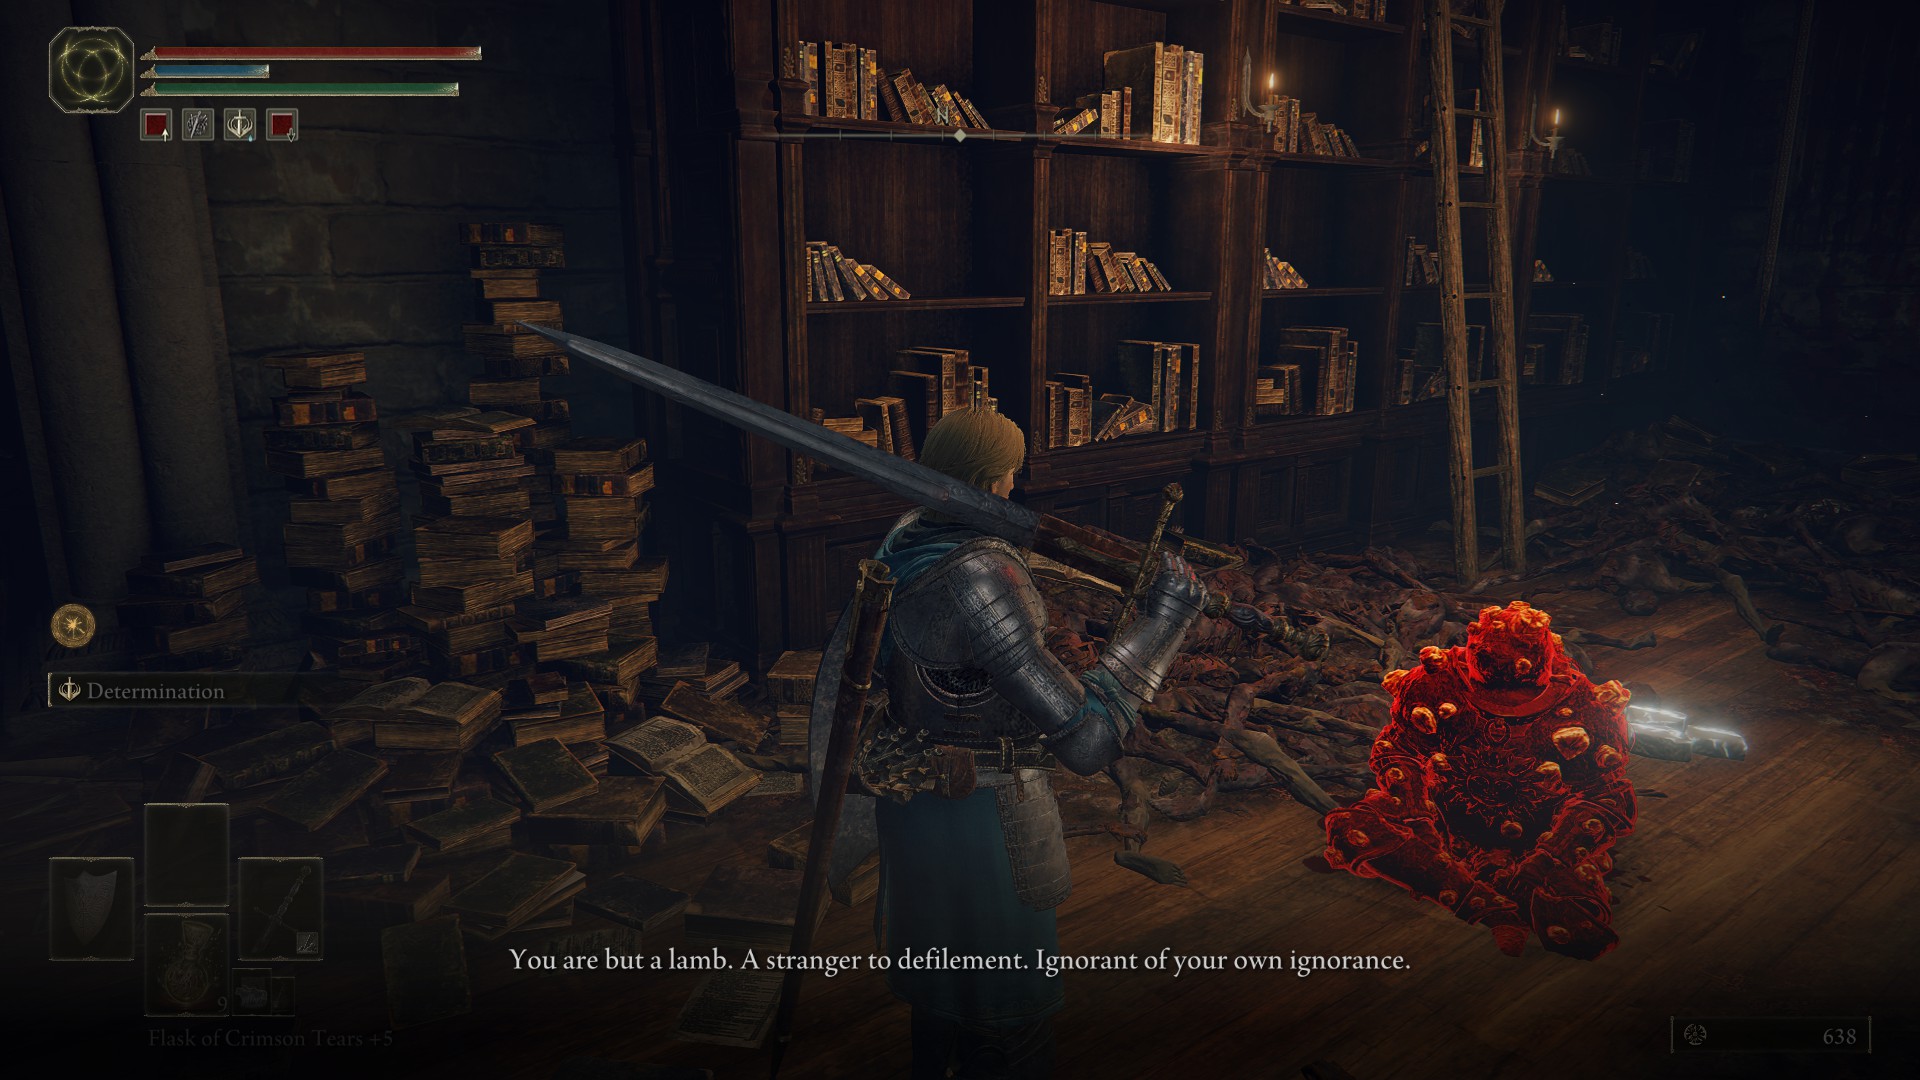 N
Determination
You are but a lamb. A stranger to defilement. Ignorant of your own ignorance.
9
Flask of Crimson Tears +5
638